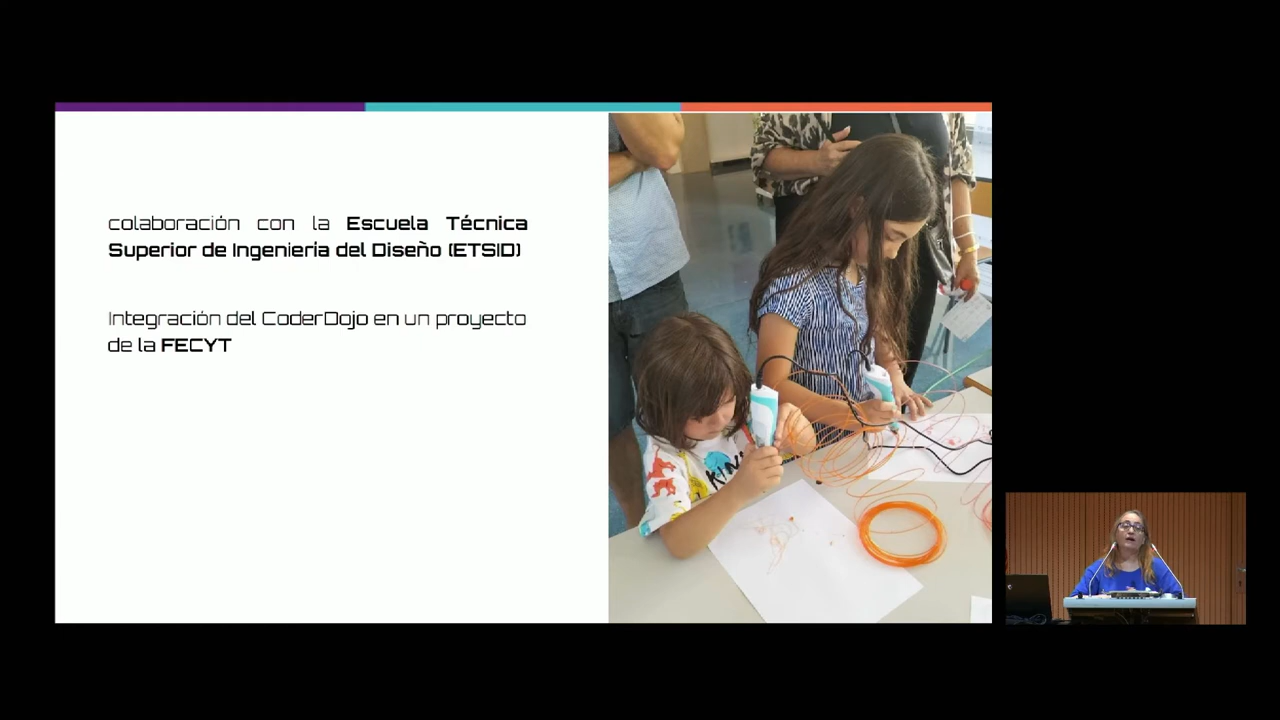 colaboración con la Escuela Técnica
Superior de Ingeniería del Diseño (ETSID)
Integración del CoderDojo en un proyecto
de la FECYT